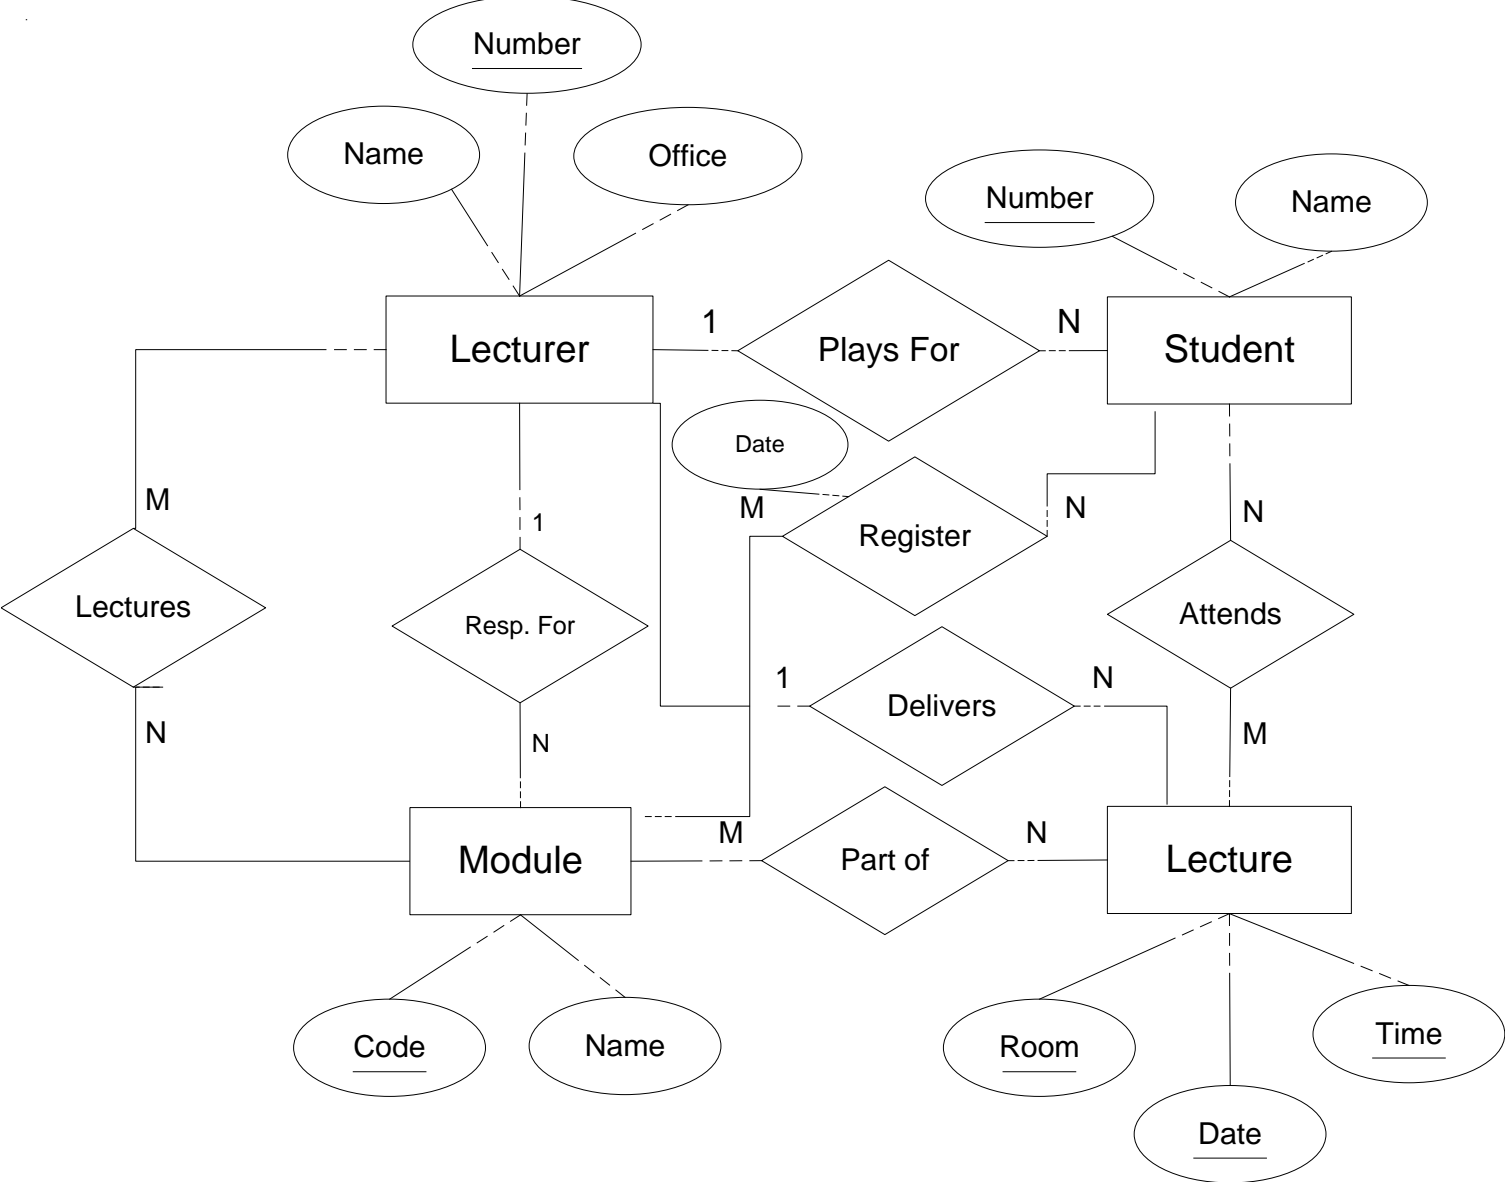 Number
Name
Office
Number
Name
Lecturer
1
Plays For
N
Student
Date
M
M
Register
N
N
1
Lectures
Resp. For
Attends
1
Delivers
N
N
N
M
Module
M
Part of
N
Lecture
Code
Name
Room
Time
Date